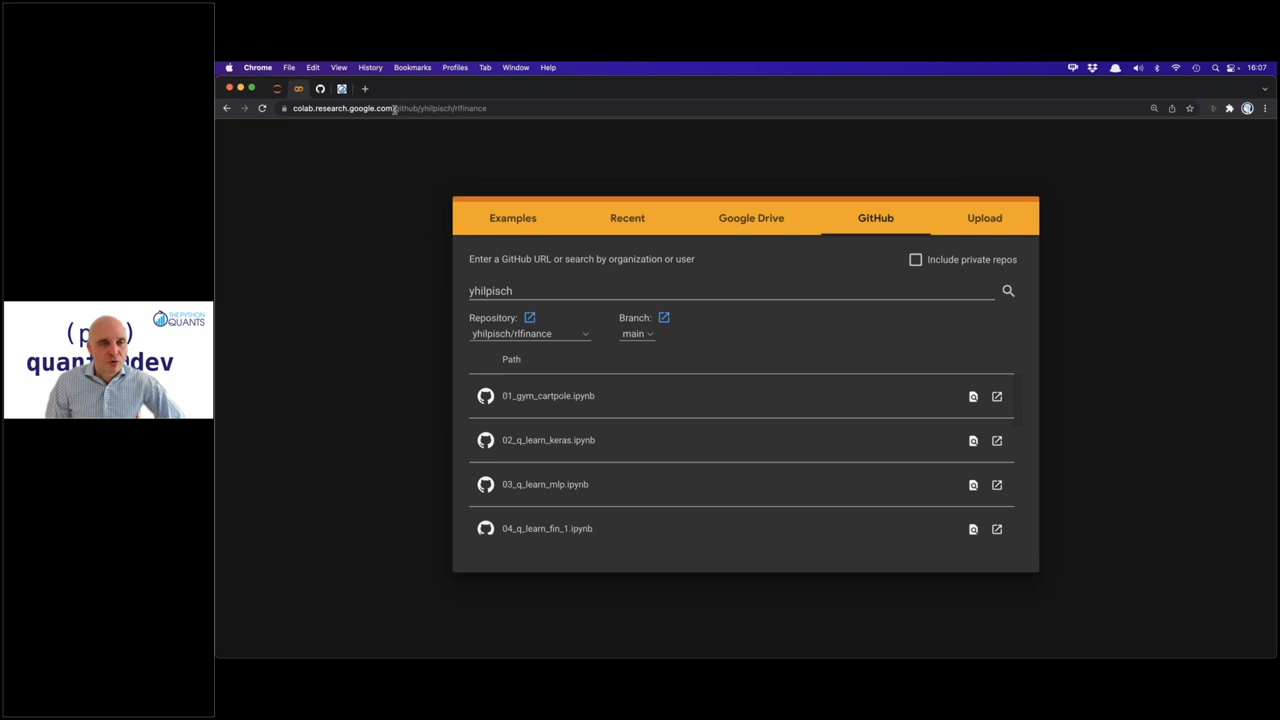 Chrome File Edit View History Bookmarks Profiles Tab Window Help 16:07
colab.research.google.com/github/yhilpisch/rlfinance
Examples Recent Google Drive GitHub Upload
Enter a GitHub URL or search by organization or user Include private repos
yhilpisch
Repository: Branch:
yhilpisch/rlfinance main
Path
01_gym_cartpole.ipynb
02_q_learn_keras.ipynb
03_q_learn_mlp.ipynb
04_q_learn_fin_1.ipynb
THE PYTHON
QUANTS